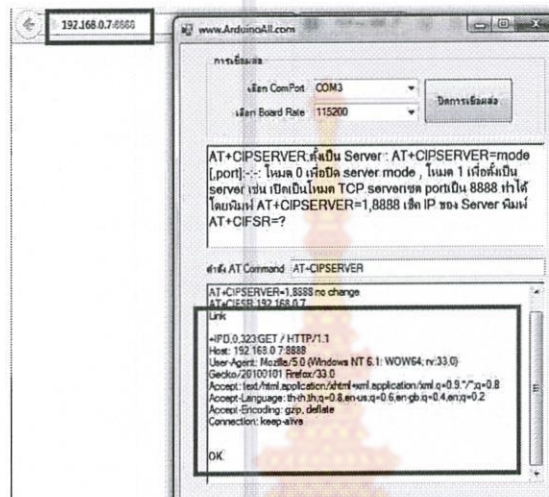 192.168.0.7:8888
www.ArduinoAll.com
การเชื่อมต่อ
เลือก ComPort COM3
เลือก Board Rate 115200
ปิดการเชื่อมต่อ
AT+CIPSERVER:ตั้งเป็น Server : AT+CIPSERVER=mode
[,port]:-:- โหมด 0 เพื่อปิด server mode , โหมด 1 เพื่อตั้งเป็น
server เช่น เปิดเป็นโหมด TCP serverเซต portเป็น 8888 ทำได้
โดยพิมพ์ AT+CIPSERVER=1,8888 เช็ค IP ของ Server พิมพ์
AT+CIFSR=?
คำสั่ง AT Command AT+CIPSERVER
AT+CIPSERVER=1,8888 no change
AT+CIFSR 192.168.0.7
Link
+IPD,0,323:GET / HTTP/1.1
Host: 192.168.0.7:8888
User-Agent: Mozilla/5.0 (Windows NT 6.1; WOW64; rv:33.0)
Gecko/20100101 Firefox/33.0
Accept: text/html,application/xhtml+xml,application/xml;q=0.9,*/*;q=0.8
Accept-Language: th-th,th;q=0.8,en-us;q=0.6,en-gb;q=0.4,en;q=0.2
Accept-Encoding: gzip, deflate
Connection: keep-alive
OK